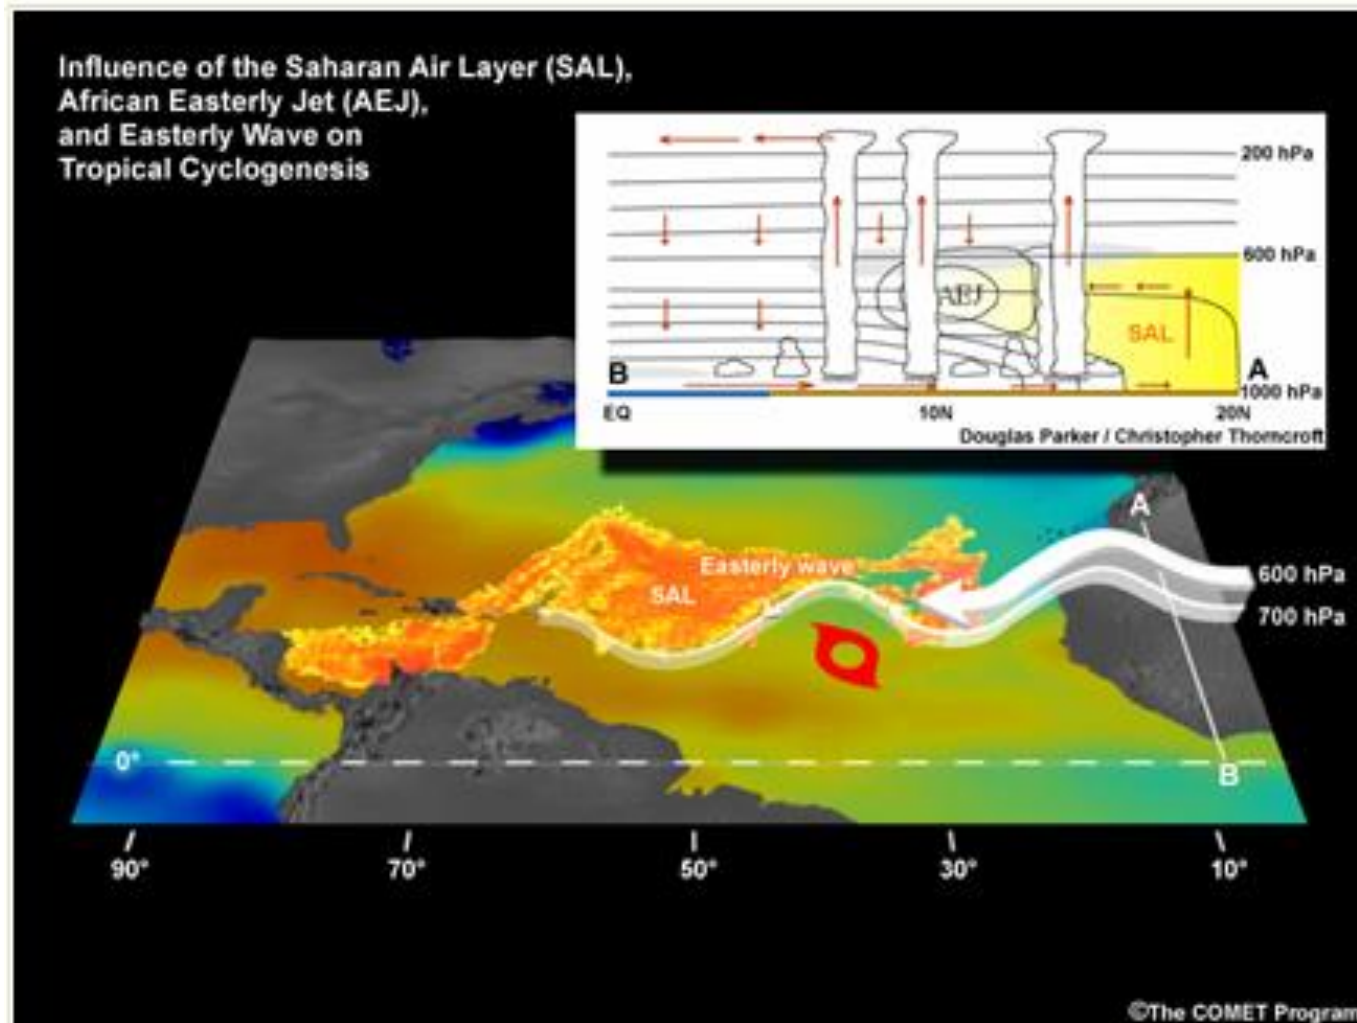 Influence of the Saharan Air Layer (SAL),
African Easterly Jet (AEJ),
and Easterly Wave on
Tropical Cyclogenesis
200 hPa
600 hPa
AEJ
SAL
B
A
1000 hPa
EQ
10N
20N
Douglas Parker / Christopher Thorncroft
A
Easterly wave
SAL
600 hPa
700 hPa
0°
B
90°
70°
50°
30°
10°
©The COMET Program